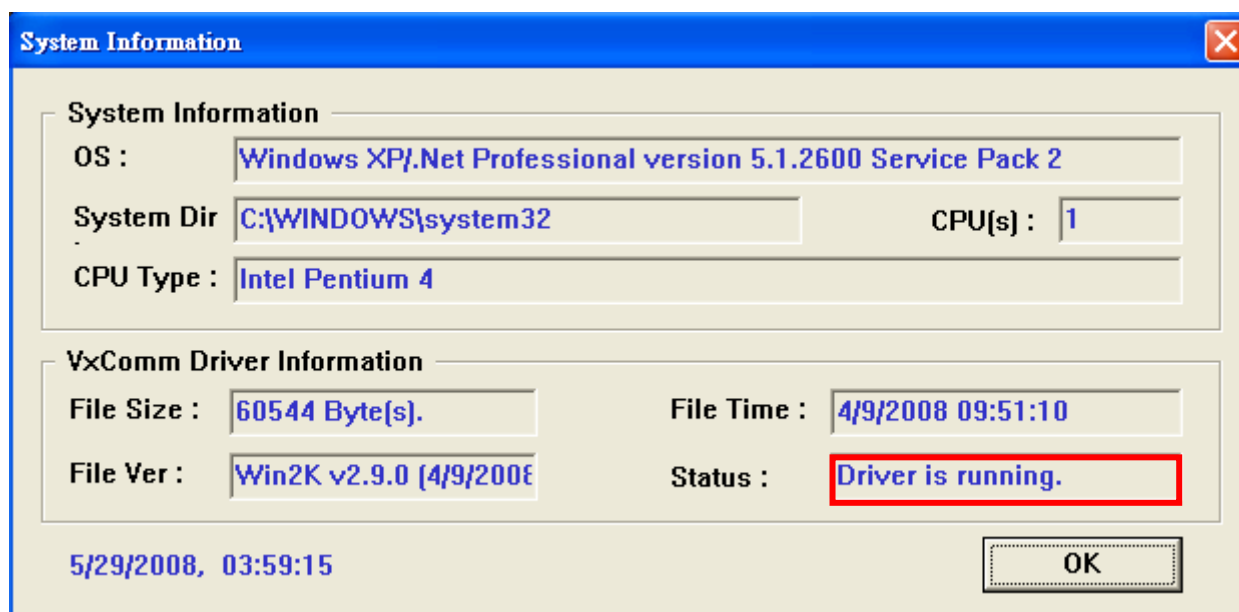 System Information
System Information
OS : Windows XP/.Net Professional version 5.1.2600 Service Pack 2
System Dir C:\WINDOWS\system32 CPU(s) : 1
CPU Type : Intel Pentium 4
VxComm Driver Information
File Size : 60544 Byte(s). File Time : 4/9/2008 09:51:10
File Ver : Win2K v2.9.0 (4/9/2008 Status : Driver is running.
5/29/2008, 03:59:15 OK